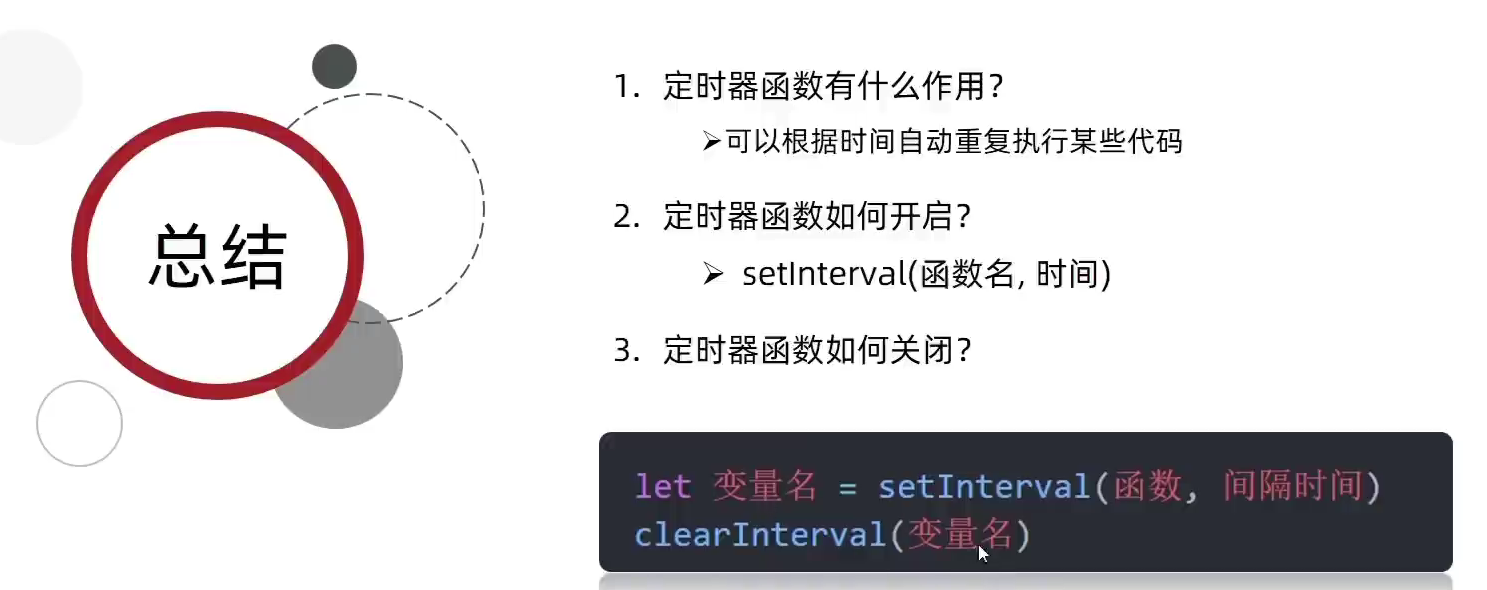 总结
1. 定时器函数有什么作用？
➢可以根据时间自动重复执行某些代码
2. 定时器函数如何开启？
➢ setInterval(函数名, 时间)
3. 定时器函数如何关闭？
let 变量名 = setInterval(函数, 间隔时间)
clearInterval(变量名)